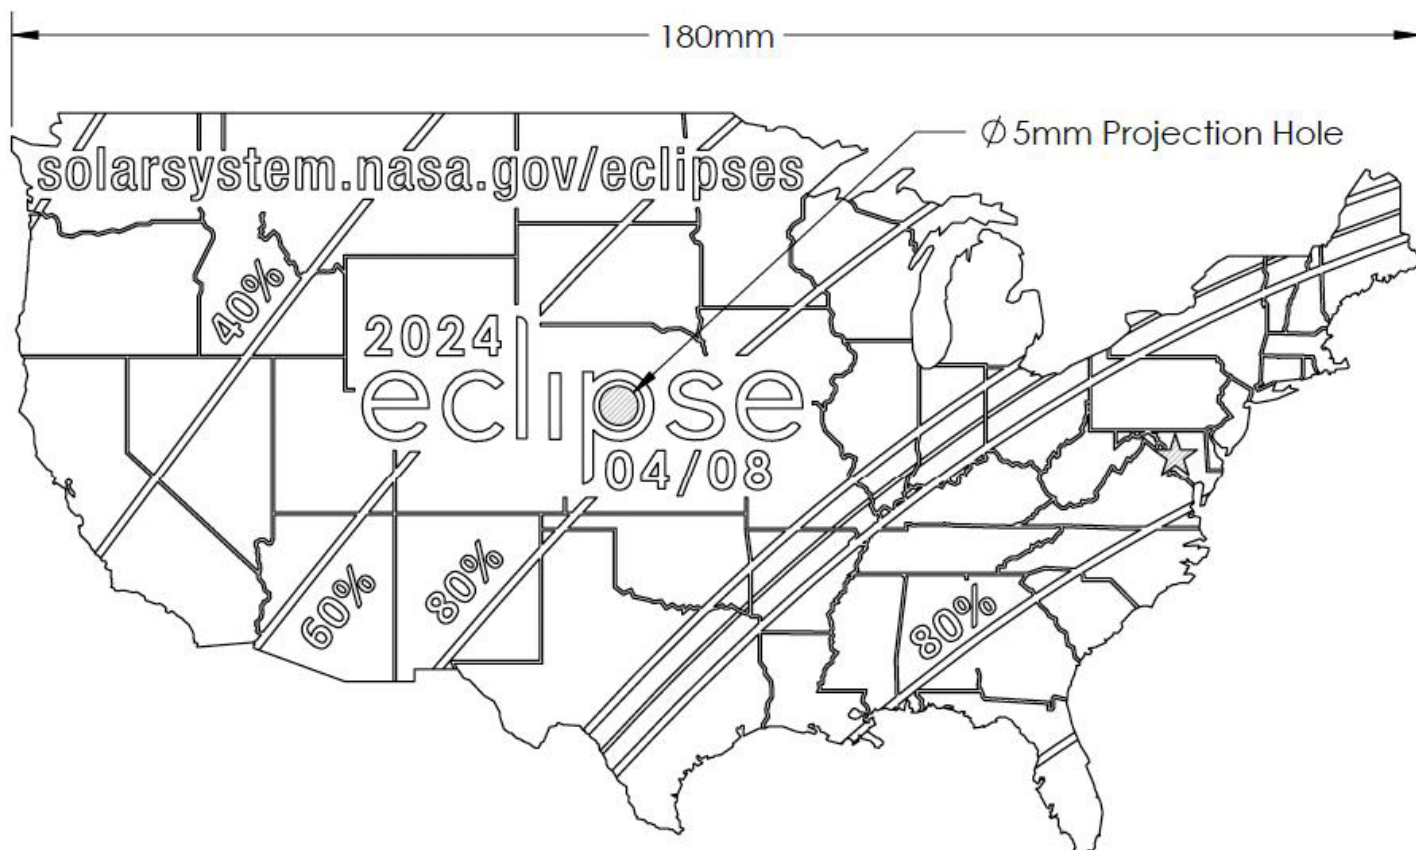 180mm
Ø 5mm Projection Hole
solarsystem.nasa.gov/eclipses
40%
2024
eclipse
04/08
60%
80%
80%